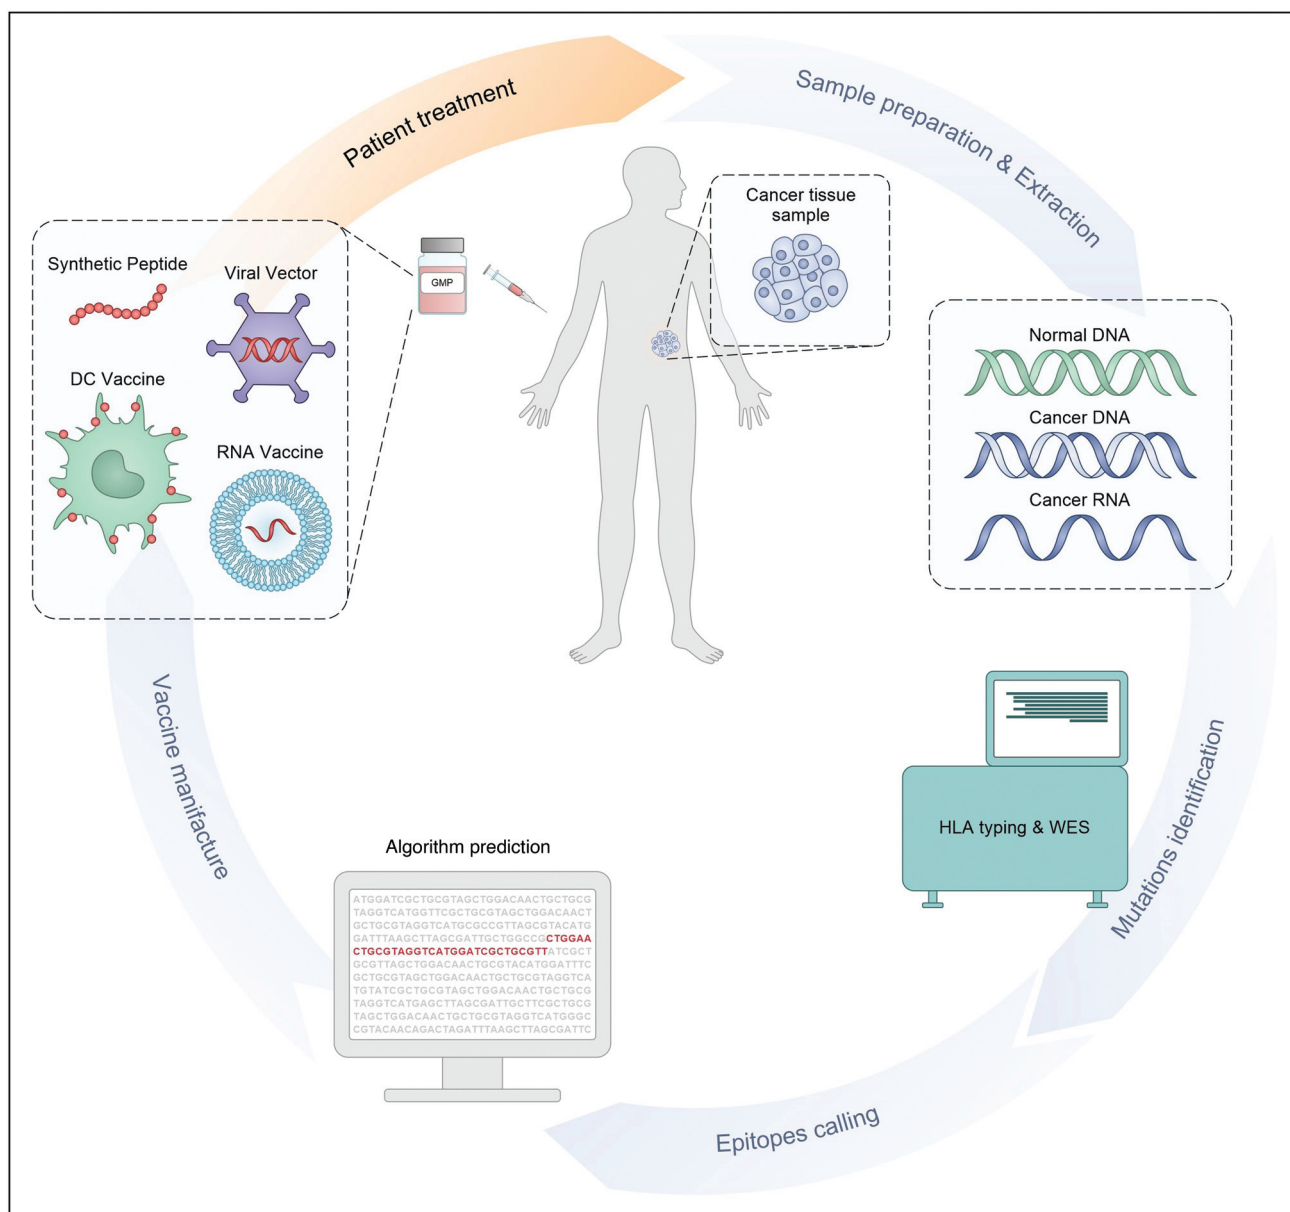 Patient treatment
Sample preparation & Extraction
Cancer tissue
sample
Synthetic Peptide
Viral Vector
GMP
DC Vaccine
RNA Vaccine
Normal DNA
Cancer DNA
Cancer RNA
Mutations identification
HLA typing & WES
Vaccine manifacture
Algorithm prediction
ATGGATCGCTGCGTAGCTGGACAACTGCTGCG
TAGGTCATGGTTCGCTGCGTAGCTGGACAACT
GCTGCGTAGGTCATGCGCCGTTAGCGTACATG
GATTTAAGCTTAGCGATTGCTGGCCGCTGGAA
CTGCGTAGGTCATGGATCGCTGCGTTATCGCT
GCGTTAGCTGGACAACTGCGTACATGGATTTC
GCTGCGTAGCTGGACAACTGCTGCGTAGGTCA
TGTATCGCTGCGTAGCTGGACAACTGCTGCG
TAGGTCATGAGCTTAGCGATTGCTTCGCTGCG
TAGCTGGACAACTGCTGCGTAGGTCATGGGC
CGTACAACAGACTAGATTTAAGCTTAGCGATTC
Epitopes calling